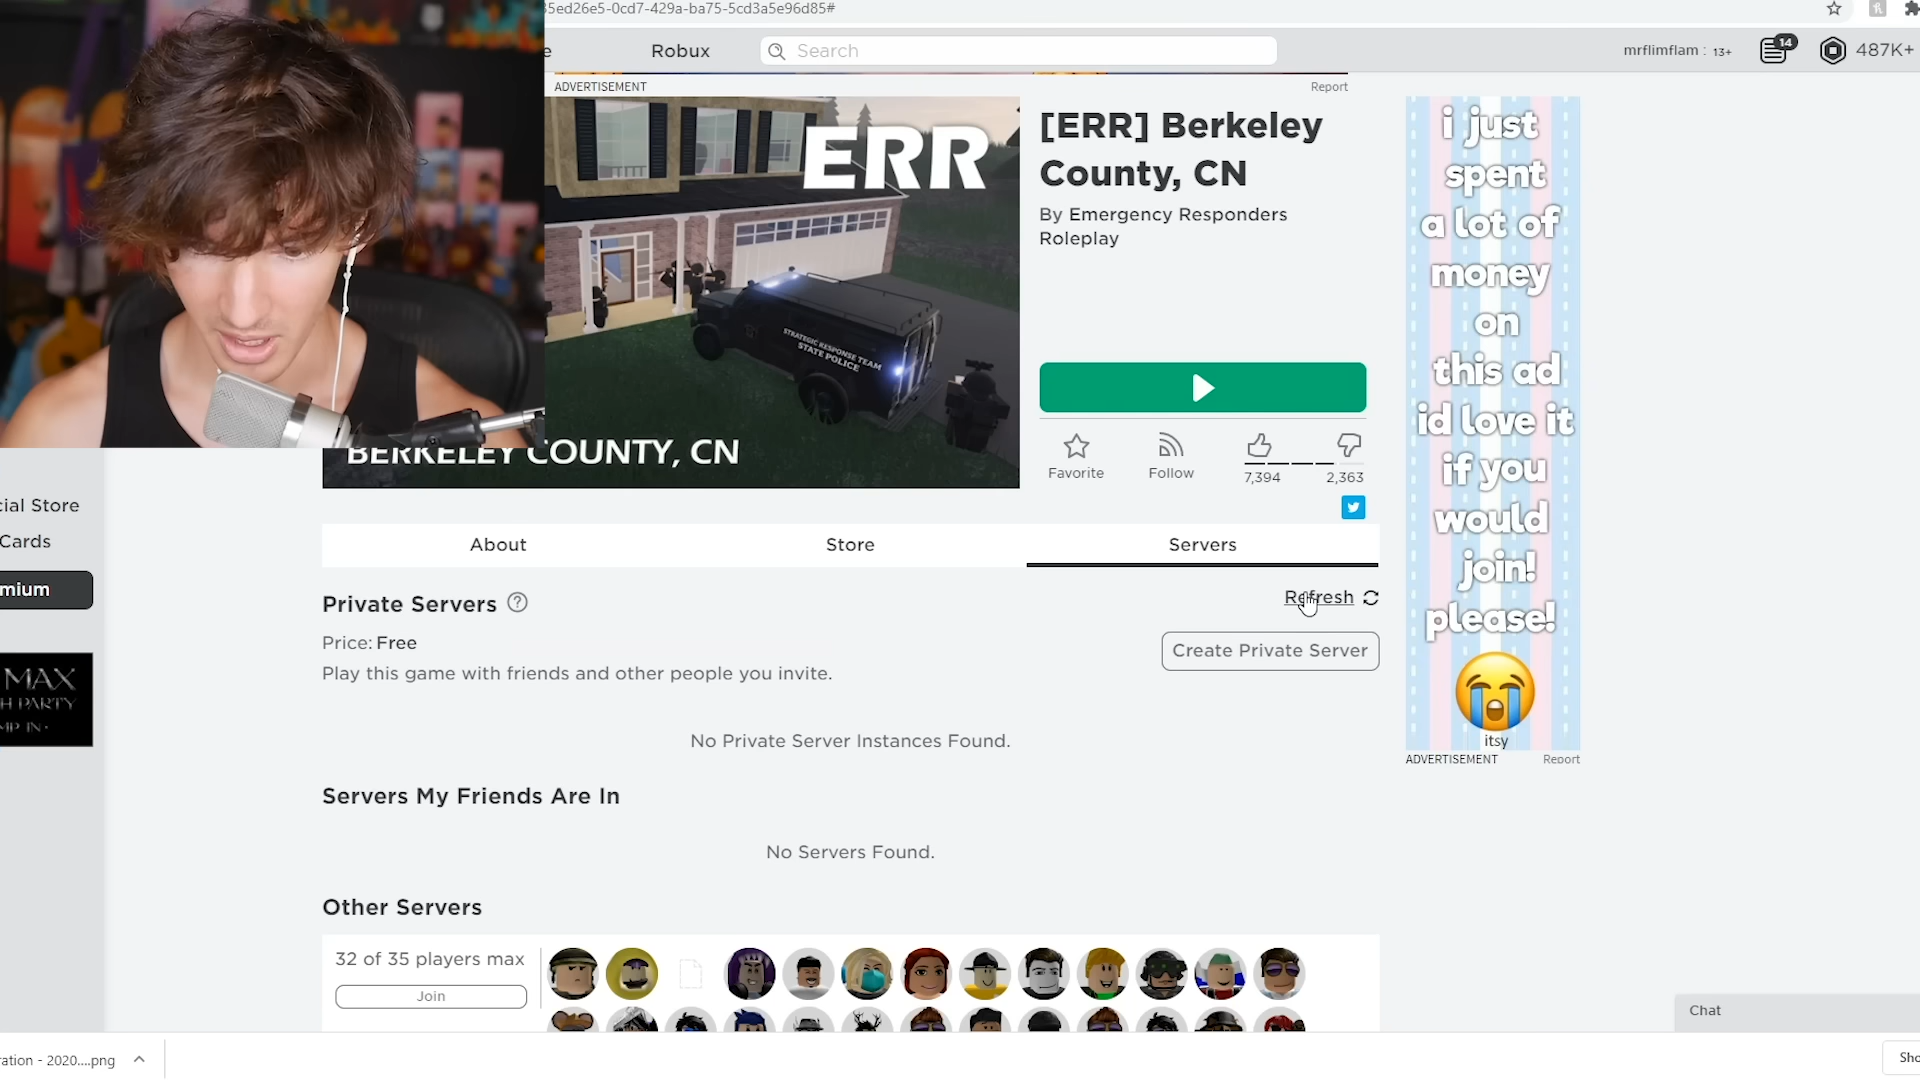 35ed26e5-0cd7-429a-ba75-5cd3a5e96d85#
e
Robux
Search
mrflimflam : 13+
14
487K+
ADVERTISEMENT
Report
ERR
STRATEGIC RESPONSE TEAM
STATE POLICE
BERKELEY COUNTY, CN
[ERR] Berkeley
County, CN
By Emergency Responders
Roleplay
Favorite
Follow
7,394
2,363
i just
spent
a lot of
money
on
this ad
id love it
if you
would
join!
please!
itsy
ADVERTISEMENT
Report
cial Store
Cards
mium
MAX
H PARTY
MP IN
About
Store
Servers
Private Servers
Refresh
Price: Free
Create Private Server
Play this game with friends and other people you invite.
No Private Server Instances Found.
Servers My Friends Are In
No Servers Found.
Other Servers
32 of 35 players max
Join
Chat
ration - 2020....png
Sho